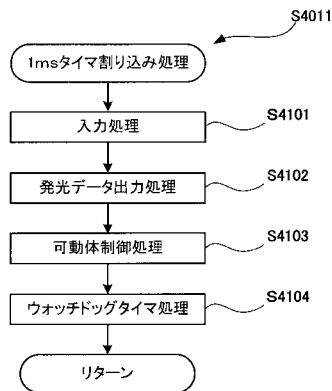 S4011
1msタイマ割り込み処理
入力処理
S4101
発光データ出力処理
S4102
可動体制御処理
S4103
ウォッチドッグタイマ処理
S4104
リターン